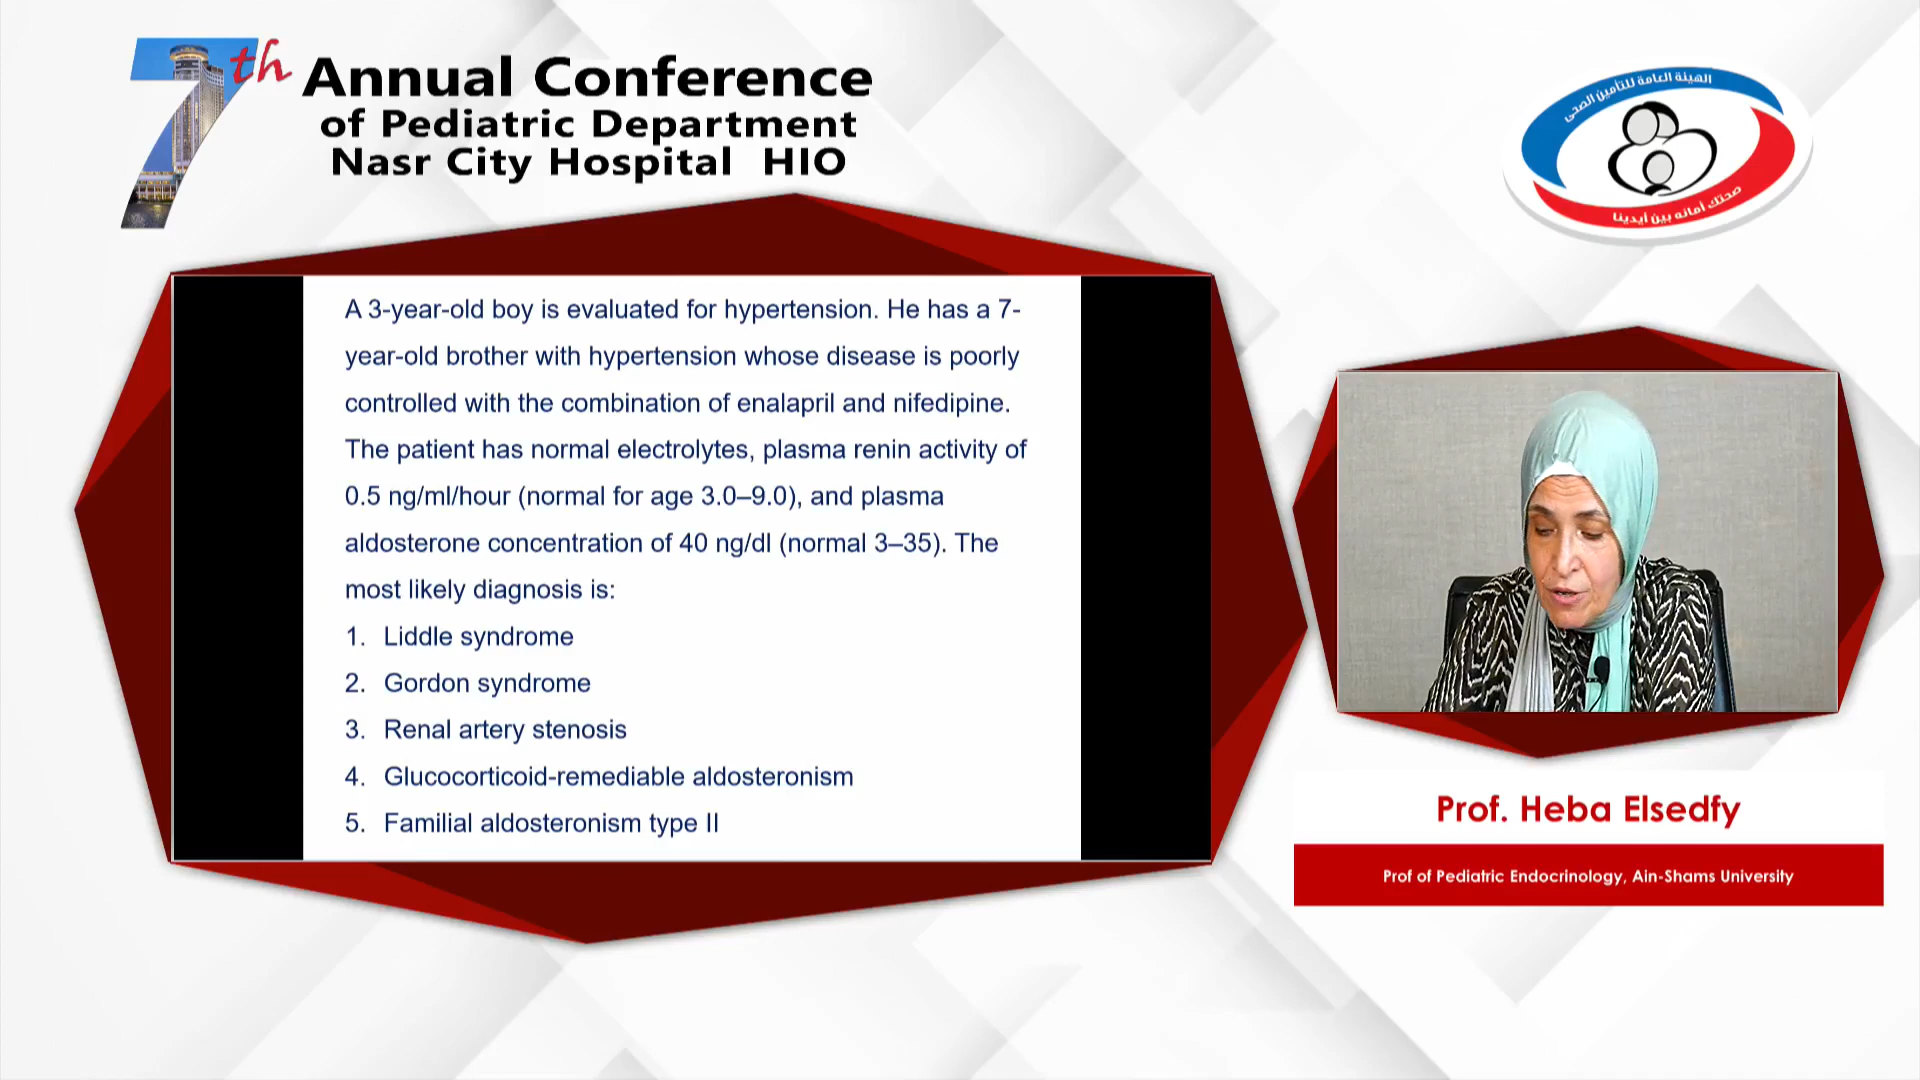 7th Annual Conference
of Pediatric Department
Nasr City Hospital HIO
الهيئة العامة للتأمين الصحى
صحتك أمانه بين أيدينا
A 3-year-old boy is evaluated for hypertension. He has a 7-
year-old brother with hypertension whose disease is poorly
controlled with the combination of enalapril and nifedipine.
The patient has normal electrolytes, plasma renin activity of
0.5 ng/ml/hour (normal for age 3.0–9.0), and plasma
aldosterone concentration of 40 ng/dl (normal 3–35). The
most likely diagnosis is:
1. Liddle syndrome
2. Gordon syndrome
3. Renal artery stenosis
4. Glucocorticoid-remediable aldosteronism
5. Familial aldosteronism type II
Prof. Heba Elsedfy
Prof of Pediatric Endocrinology, Ain-Shams University